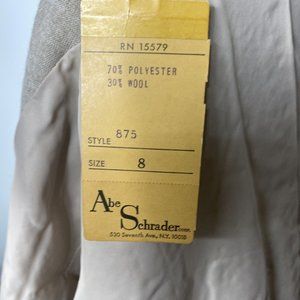 RN 15579
70% POLYESTER
30% WOOL
STYLE 875
SIZE 8
Abe
Schrader CORP.
530 Seventh Ave., N.Y. 10018